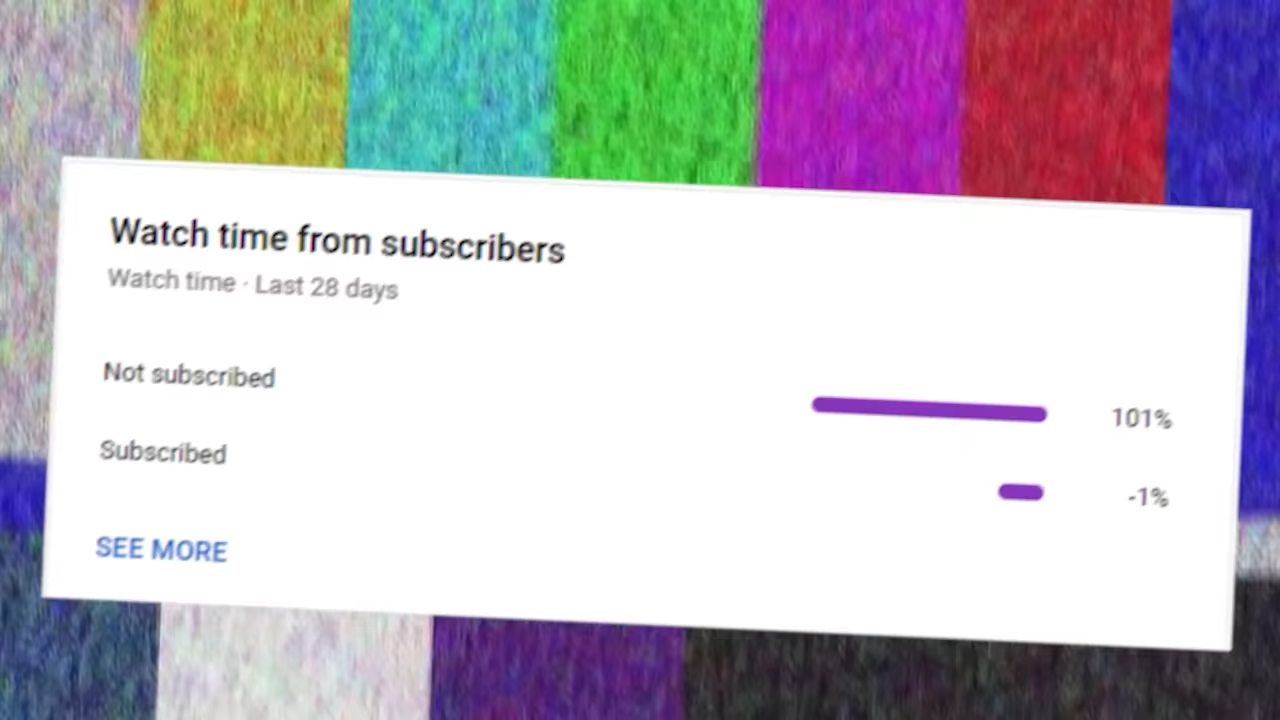 Watch time from subscribers
Watch time · Last 28 days
Not subscribed
101%
Subscribed
-1%
SEE MORE